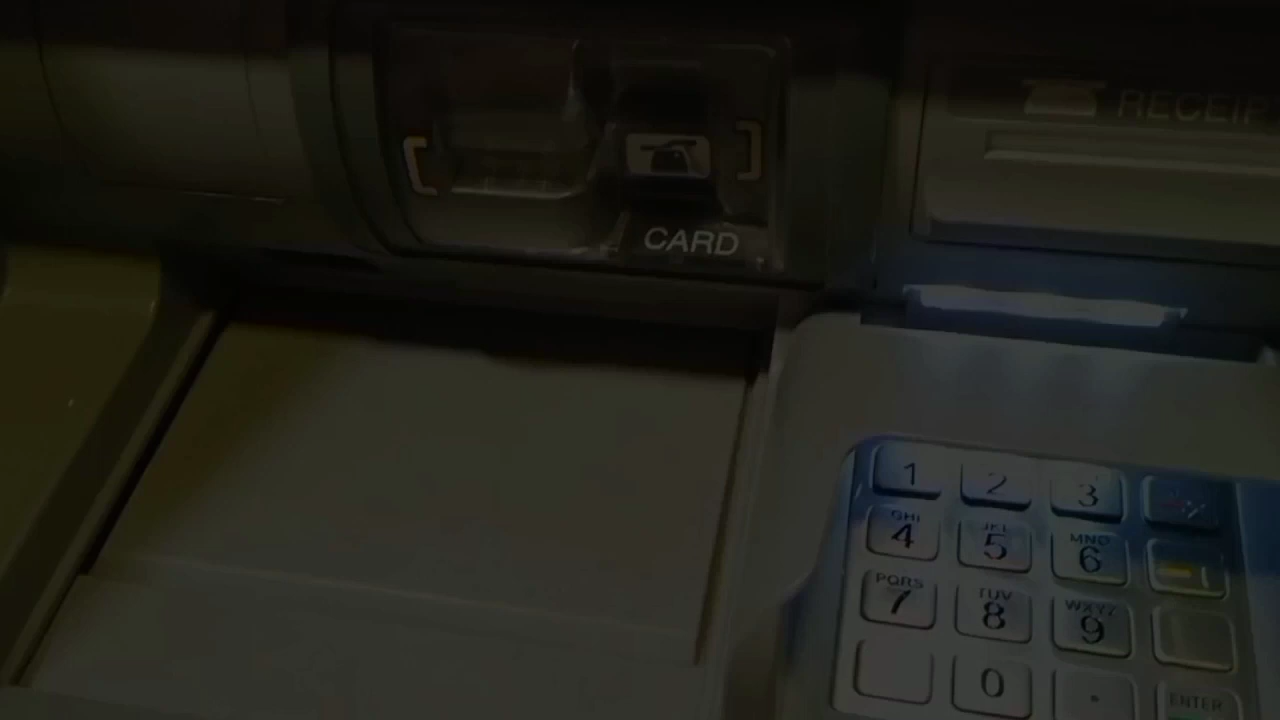 RECEIP
CARD
1 2 3
GHI JKL MNO
4 5 6
PQRS TUV WXYZ
7 8 9
0 .
ENTER